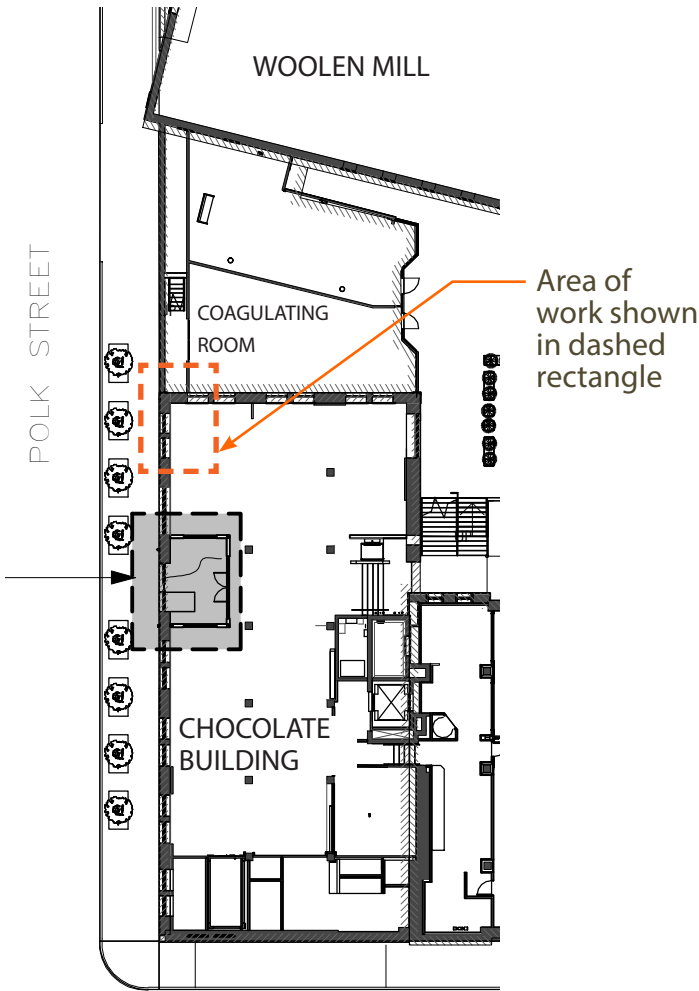 WOOLEN MILL
POLK STREET
Area of
work shown
in dashed
rectangle
COAGULATING
ROOM
CHOCOLATE
BUILDING